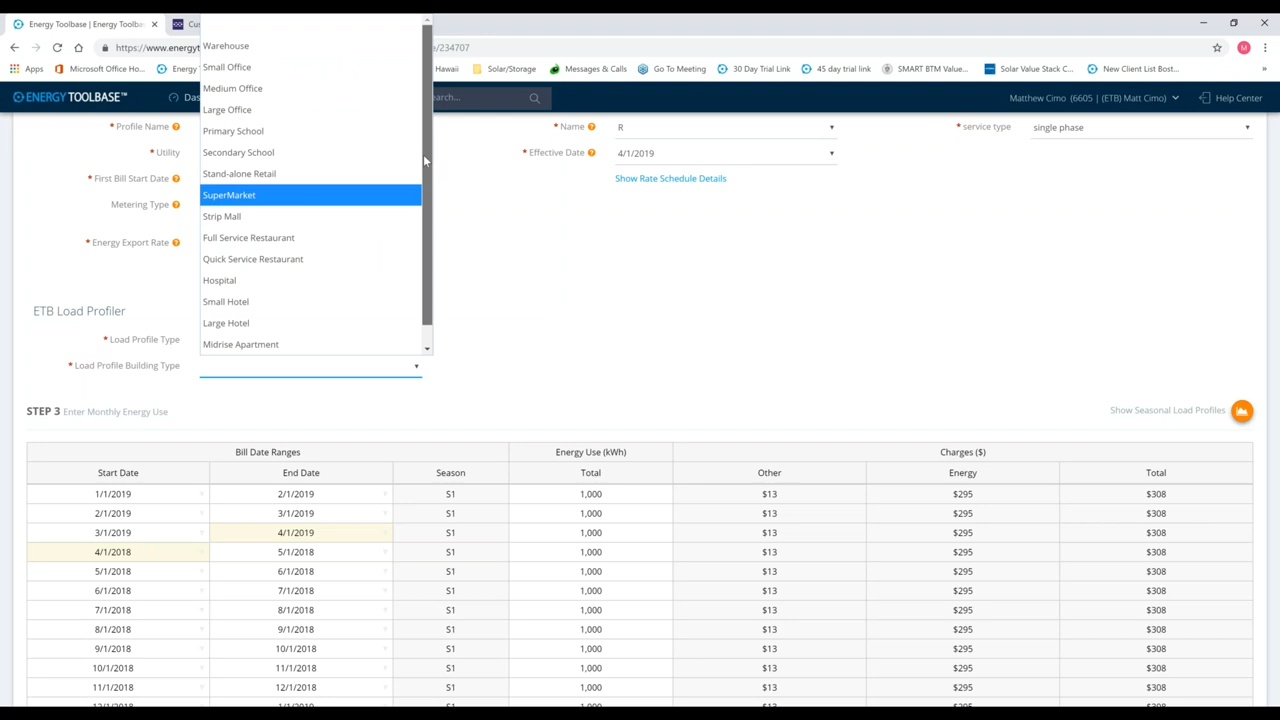 Energy Toolbase | Energy Toolba
Cus
https://www.energyt
e/234707
Apps
Microsoft Office Ho...
Energy
Hawaii
Solar/Storage
Messages & Calls
Go To Meeting
30 Day Trial Link
45 day trial link
SMART BTM Value...
Solar Value Stack C...
New Client List Bost...
»
M
ENERGY TOOLBASE™
Das
earch...
Matthew Cimo (6605 | (ETB) Matt Cimo)
Help Center
* Profile Name ?
* Name ?
R
* service type
single phase
* Utility
* Effective Date ?
4/1/2019
* First Bill Start Date ?
Show Rate Schedule Details
Metering Type ?
* Energy Export Rate ?
Warehouse
Small Office
Medium Office
Large Office
Primary School
Secondary School
Stand-alone Retail
SuperMarket
Strip Mall
Full Service Restaurant
Quick Service Restaurant
Hospital
Small Hotel
Large Hotel
Midrise Apartment
ETB Load Profiler
* Load Profile Type
* Load Profile Building Type
STEP 3 Enter Monthly Energy Use
Show Seasonal Load Profiles
Bill Date Ranges Energy Use (kWh) Charges ($)
Start Date End Date Season Total Other Energy Total
1/1/2019 2/1/2019 S1 1,000 $13 $295 $308
2/1/2019 3/1/2019 S1 1,000 $13 $295 $308
3/1/2019 4/1/2019 S1 1,000 $13 $295 $308
4/1/2018 5/1/2018 S1 1,000 $13 $295 $308
5/1/2018 6/1/2018 S1 1,000 $13 $295 $308
6/1/2018 7/1/2018 S1 1,000 $13 $295 $308
7/1/2018 8/1/2018 S1 1,000 $13 $295 $308
8/1/2018 9/1/2018 S1 1,000 $13 $295 $308
9/1/2018 10/1/2018 S1 1,000 $13 $295 $308
10/1/2018 11/1/2018 S1 1,000 $13 $295 $308
11/1/2018 12/1/2018 S1 1,000 $13 $295 $308